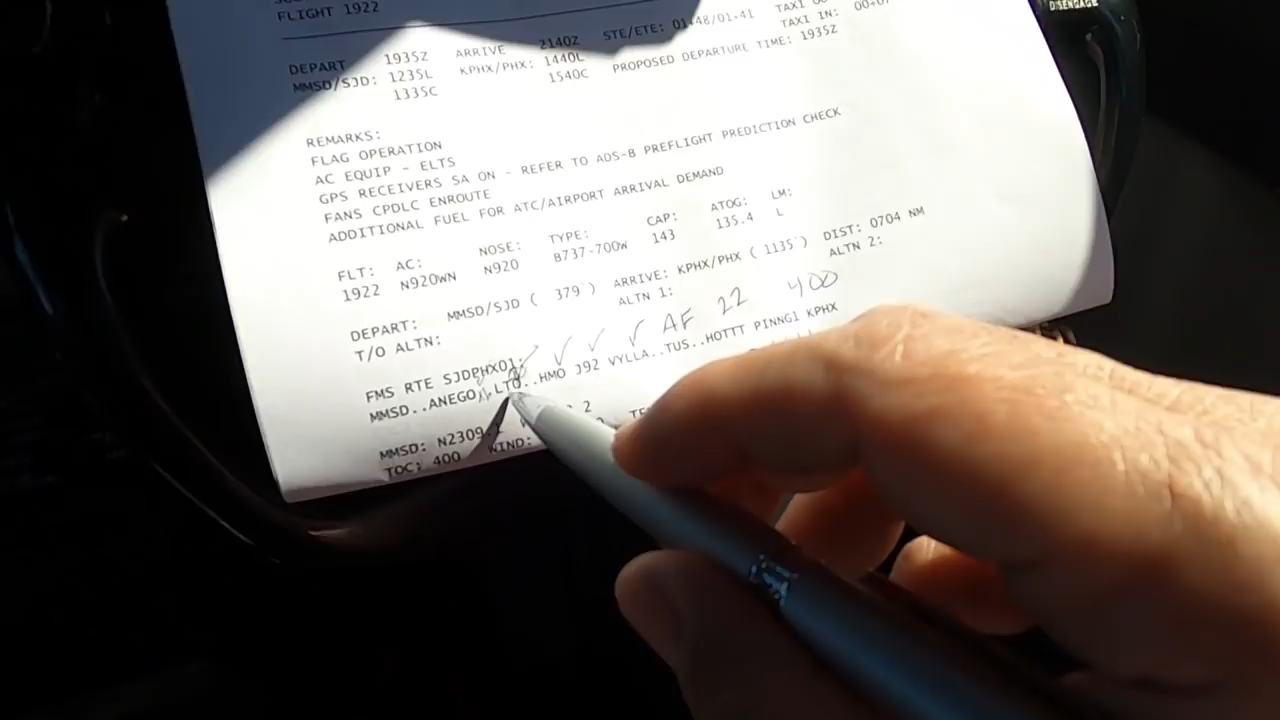 FLIGHT 1922
DEPART 1935Z ARRIVE 2140Z STE/ETE: 01+48/01:41 TAXI
MMSD/SJD: 1235L KPHX/PHX: 1440L PROPOSED DEPARTURE TIME: 1935Z TAXI IN:
1335C 1540C
REMARKS:
FLAG OPERATION
AC EQUIP - ELTS
GPS RECEIVERS SA ON - REFER TO ADS-B PREFLIGHT PREDICTION CHECK
FANS CPDLC ENROUTE
ADDITIONAL FUEL FOR ATC/AIRPORT ARRIVAL DEMAND
FLT: AC: NOSE: TYPE: CAP: ATOG: LM:
1922 N920WN N920 B737-700W 143 135.4 L
DEPART: MMSD/SJD ( 379') ARRIVE: KPHX/PHX ( 1135') DIST: 0704 NM
T/O ALTN: ALTN 1: ALTN 2:
AF 22 400
FMS RTE SJDPHX01:
MMSD..ANEGO LTO..HMO J92 VYLLA..TUS..HOTTT PINNG1 KPHX
MMSD: N2309. 2
TOC: 400 WIND:
DISENGAGE